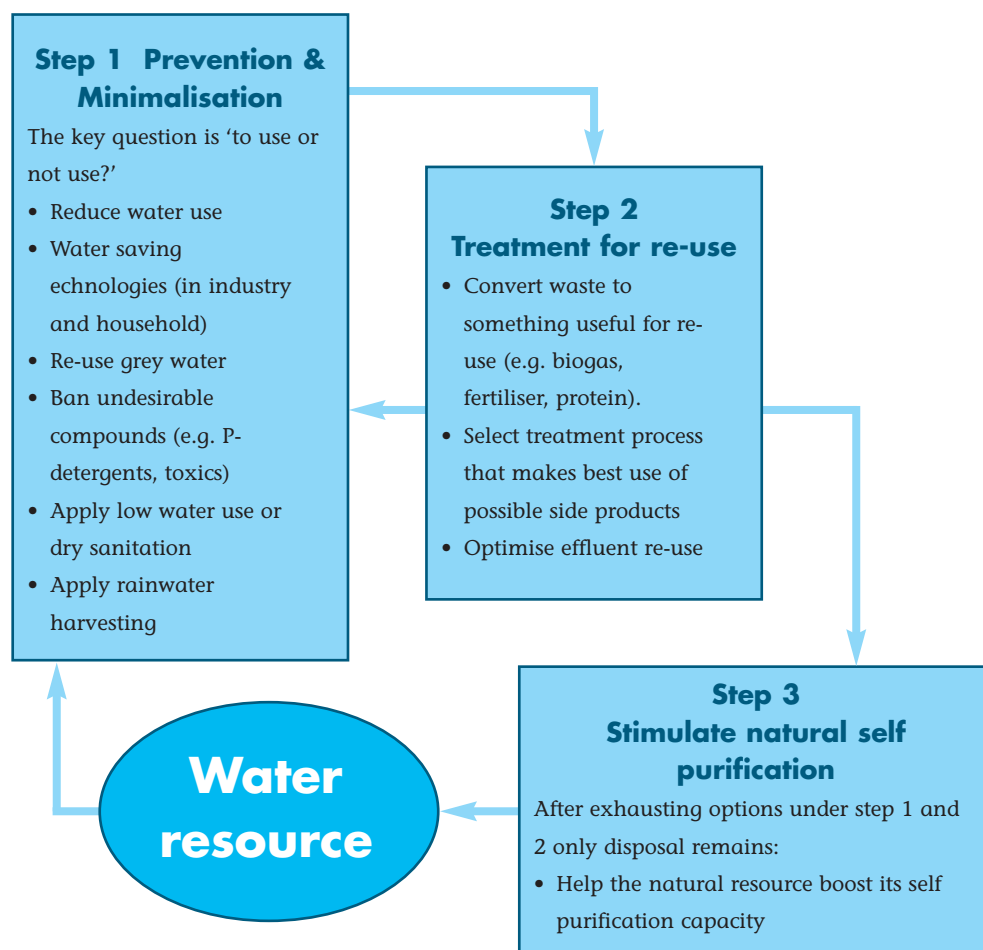 Step 1  Prevention &
Minimalisation
The key question is ‘to use or
not use?’
• Reduce water use
• Water saving
echnologies (in industry
and household)
• Re-use grey water
• Ban undesirable
compounds (e.g. P-
detergents, toxics)
• Apply low water use or
dry sanitation
• Apply rainwater
harvesting
Step 2
Treatment for re-use
• Convert waste to
something useful for re-
use (e.g. biogas,
fertiliser, protein).
• Select treatment process
that makes best use of
possible side products
• Optimise effluent re-use
Step 3
Stimulate natural self
purification
After exhausting options under step 1 and
2 only disposal remains:
• Help the natural resource boost its self
purification capacity
Water
resource